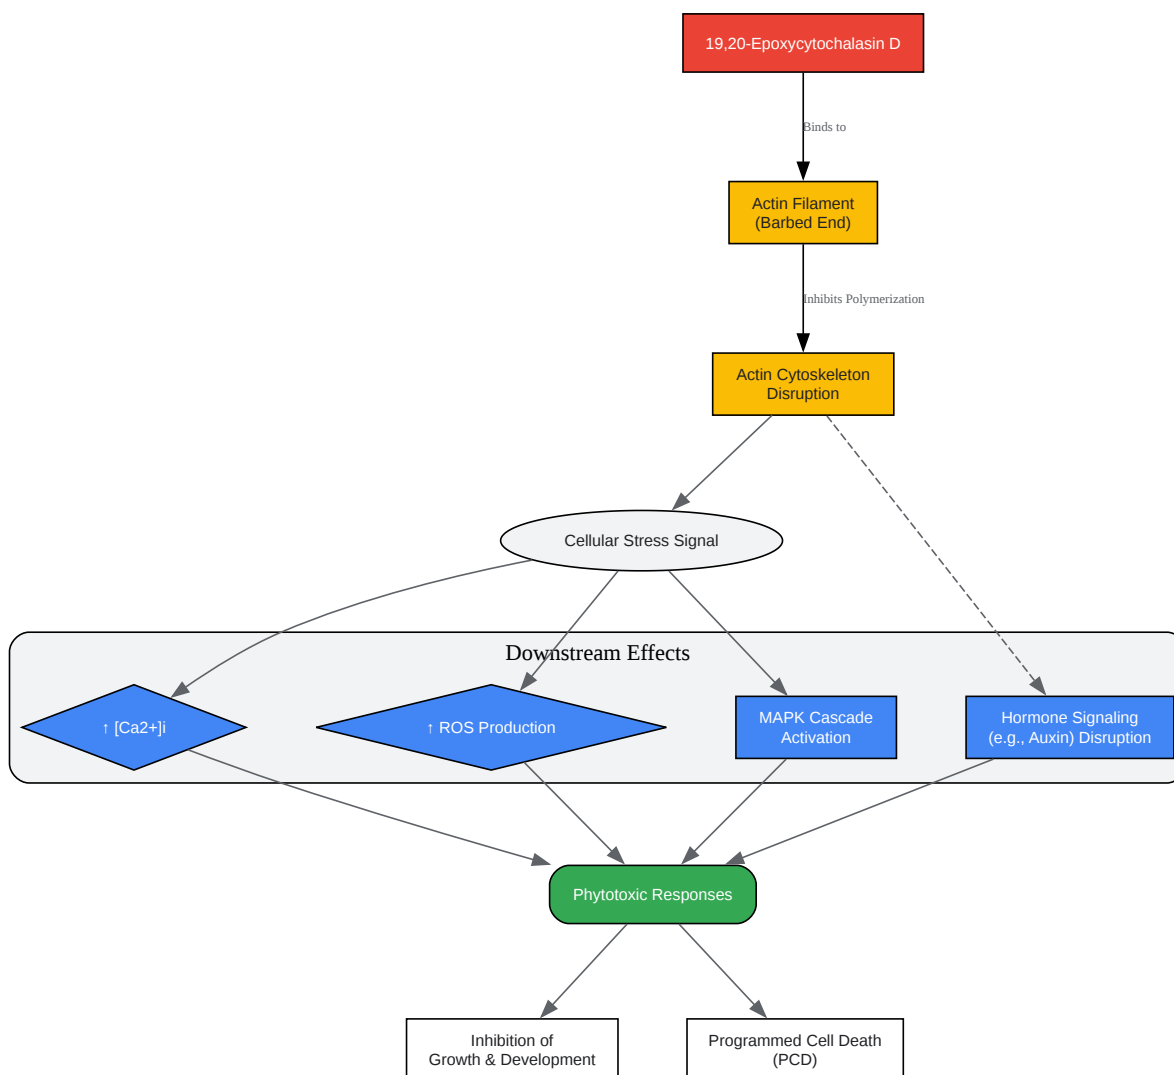 19,20-Epoxycytochalasin D
Binds to
Actin Filament
(Barbed End)
Inhibits Polymerization
Actin Cytoskeleton
Disruption
Cellular Stress Signal
Downstream Effects
↑ [Ca2+]i
↑ ROS Production
MAPK Cascade
Activation
Hormone Signaling
(e.g., Auxin) Disruption
Phytotoxic Responses
Inhibition of
Growth & Development
Programmed Cell Death
(PCD)